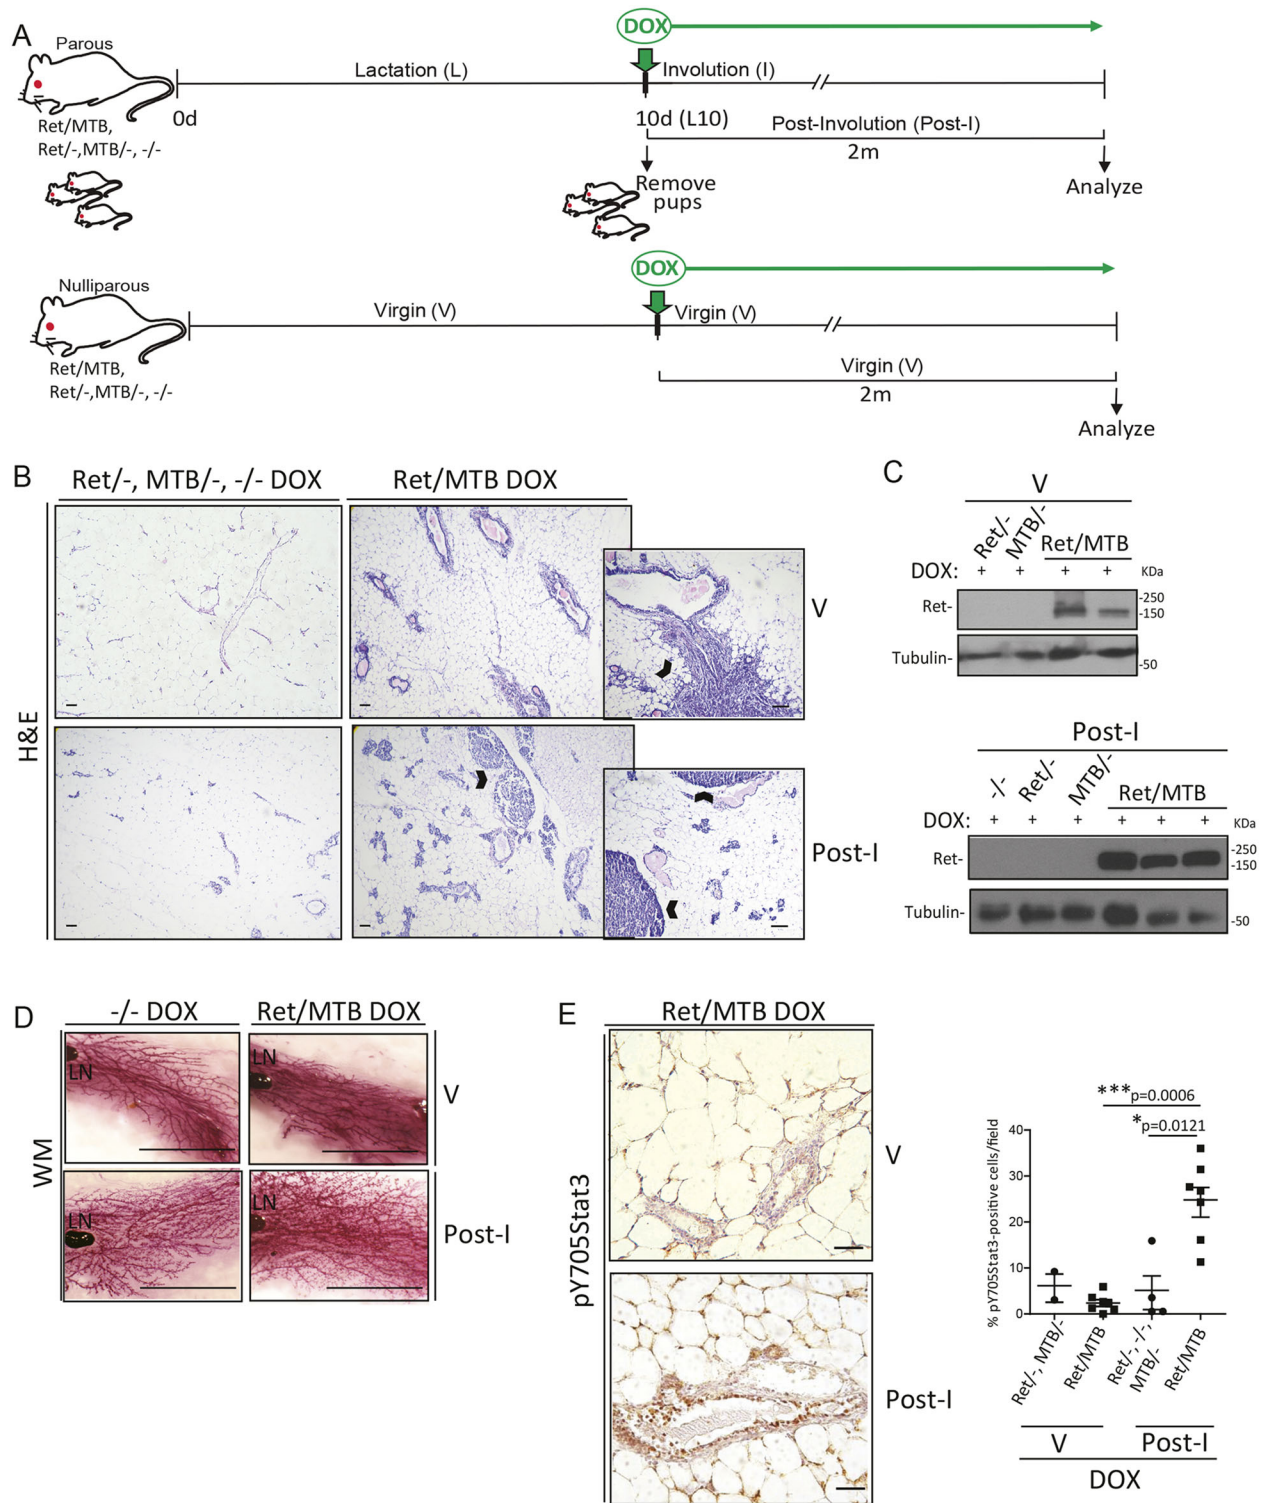 A
DOX
Parous
Lactation (L)
Involution (I)
0d
10d (L10)
Post-Involution (Post-I)
2m
Ret/MTB,
Ret/-,MTB/-, -/-
Remove
pups
Analyze
DOX
Nulliparous
Virgin (V)
Virgin (V)
Ret/MTB,
Ret/-,MTB/-, -/-
Virgin (V)
2m
Analyze
B
Ret/-, MTB/-, -/- DOX
Ret/MTB DOX
H&E
V
Post-I
C
V
Ret/-
MTB/-
Ret/MTB
DOX: + + + +
KDa
Ret-
-250
-150
Tubulin-
-50
Post-I
-/-
Ret/-
MTB/-
Ret/MTB
DOX: + + + + + +
KDa
Ret-
-250
-150
Tubulin-
-50
D
-/- DOX
Ret/MTB DOX
WM
LN
LN
V
LN
LN
Post-I
E
Ret/MTB DOX
pY705Stat3
V
Post-I
***p=0.0006
*p=0.0121
% pY705Stat3-positive cells/field
40
30
20
10
0
Ret/-, MTB/-
Ret/MTB
Ret/-, -/-,
MTB/-
Ret/MTB
V
Post-I
DOX